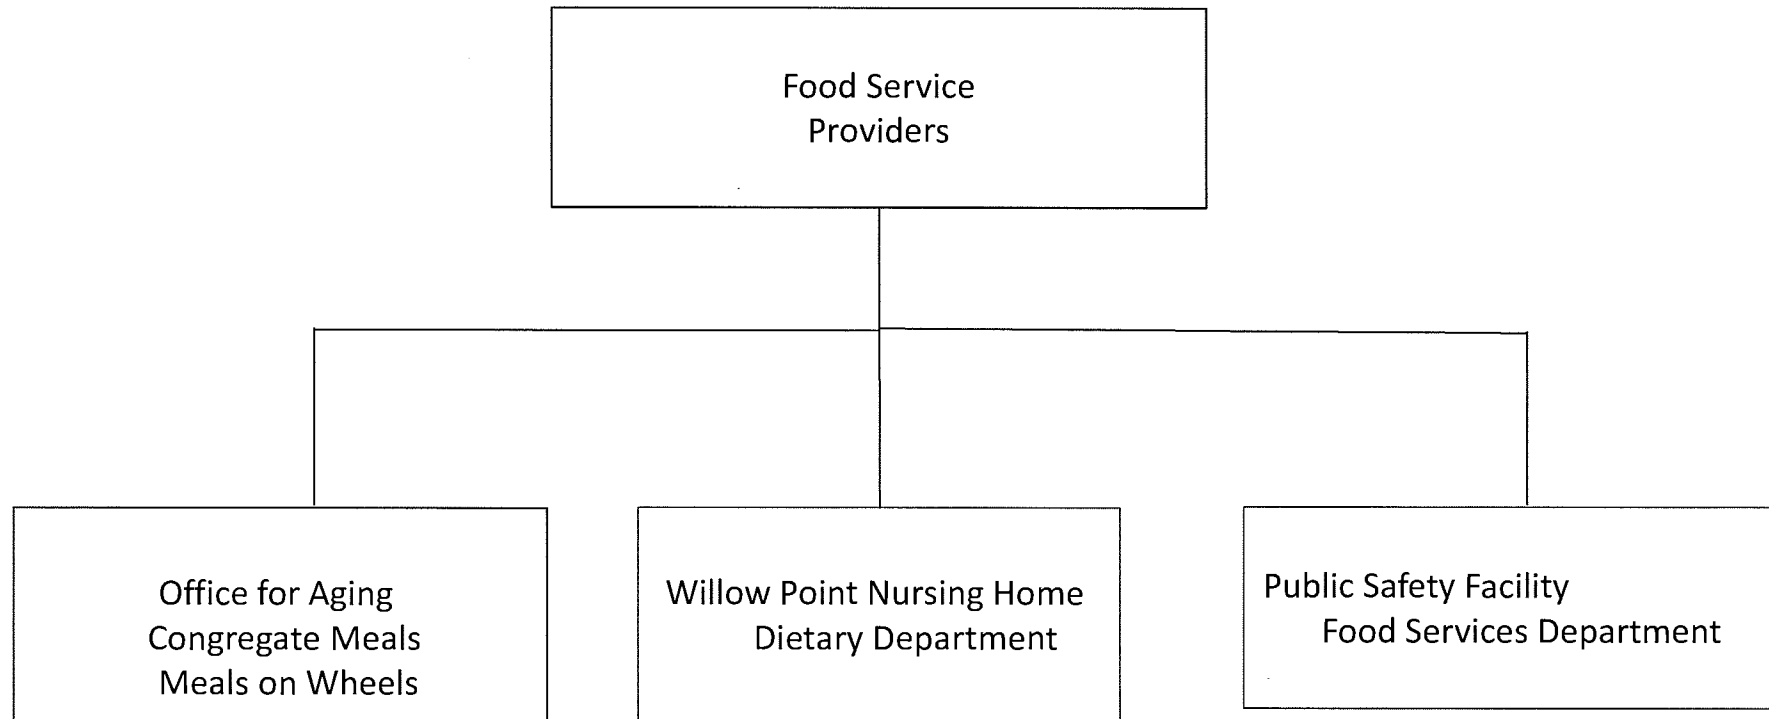 Food Service
Providers
Office for Aging
Congregate Meals
Meals on Wheels
Willow Point Nursing Home
Dietary Department
Public Safety Facility
Food Services Department